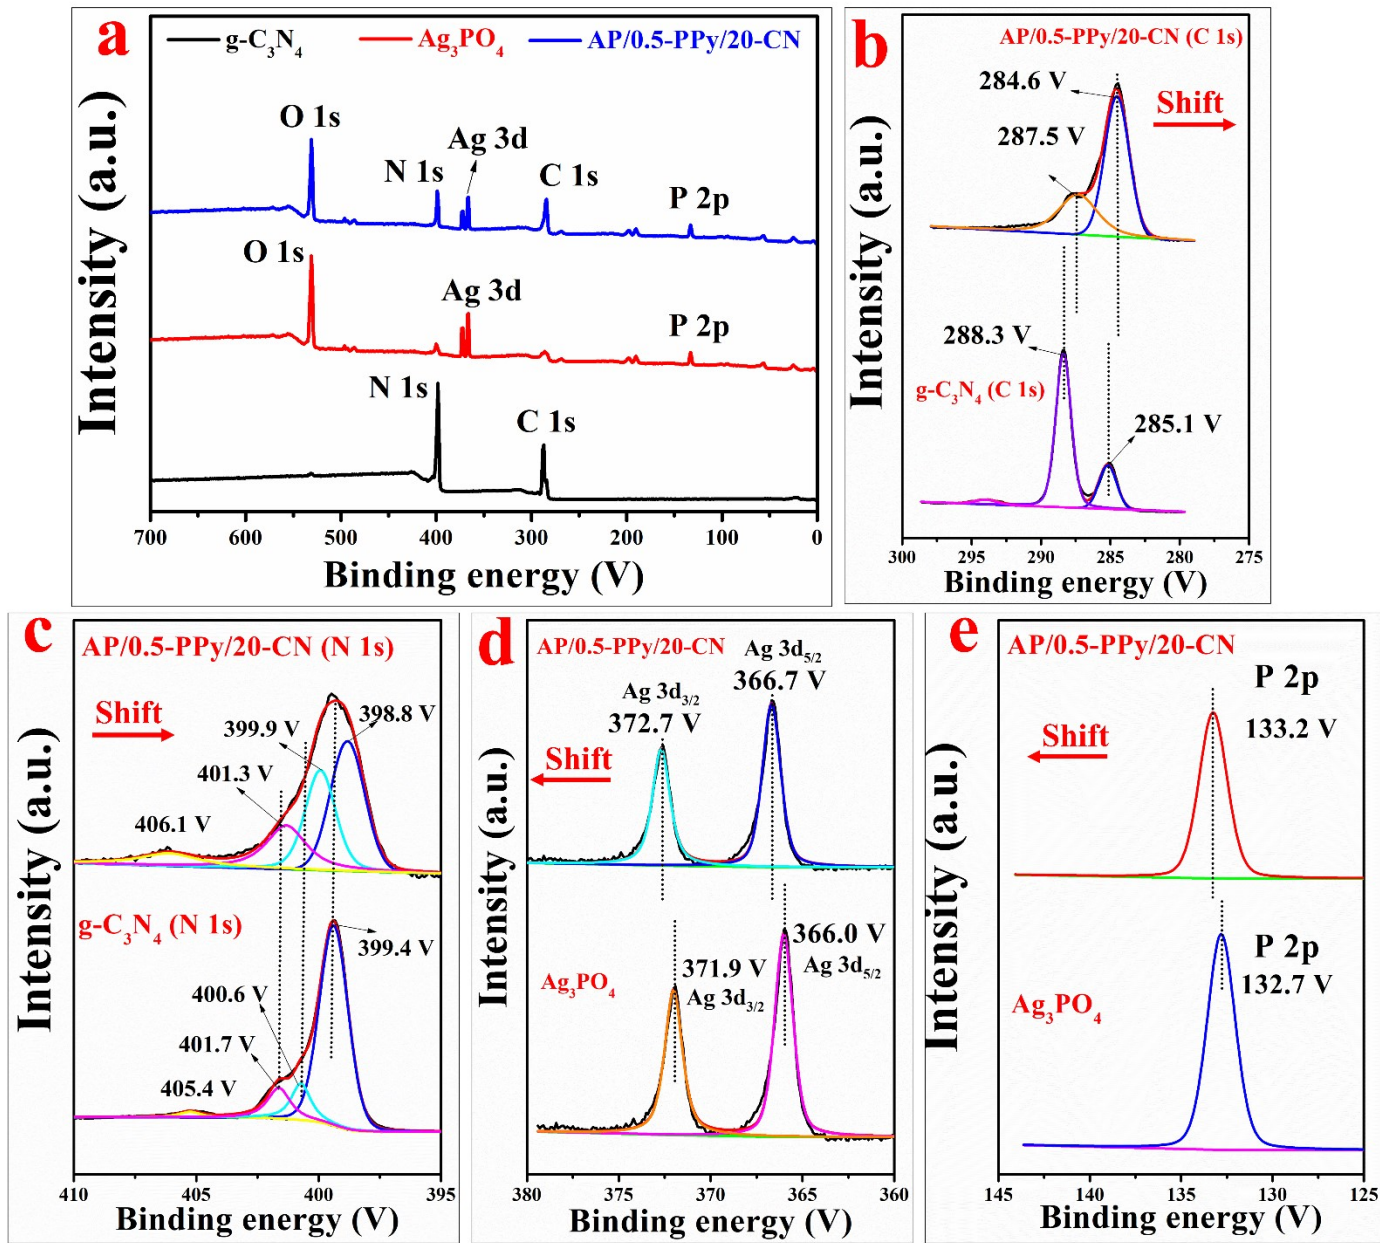 a
g-C₃N₄ Ag₃PO₄ AP/0.5-PPy/20-CN
O 1s
N 1s
Ag 3d
C 1s
P 2p
O 1s
Ag 3d
P 2p
N 1s
C 1s
Intensity (a.u.)
700 600 500 400 300 200 100 0
Binding energy (V)
b
AP/0.5-PPy/20-CN (C 1s)
284.6 V
Shift
287.5 V
288.3 V
g-C₃N₄ (C 1s)
285.1 V
Intensity (a.u.)
300 295 290 285 280 275
Binding energy (V)
c
AP/0.5-PPy/20-CN (N 1s)
Shift
398.8 V
399.9 V
401.3 V
406.1 V
g-C₃N₄ (N 1s)
399.4 V
400.6 V
401.7 V
405.4 V
Intensity (a.u.)
410 405 400 395
Binding energy (V)
d
AP/0.5-PPy/20-CN
Ag 3d₅/₂
366.7 V
Ag 3d₃/₂
372.7 V
Shift
366.0 V
Ag 3d₅/₂
371.9 V
Ag 3d₃/₂
Ag₃PO₄
Intensity (a.u.)
380 375 370 365 360
Binding energy (V)
e
AP/0.5-PPy/20-CN
P 2p
133.2 V
Shift
P 2p
132.7 V
Ag₃PO₄
Intensity (a.u.)
145 140 135 130 125
Binding energy (V)